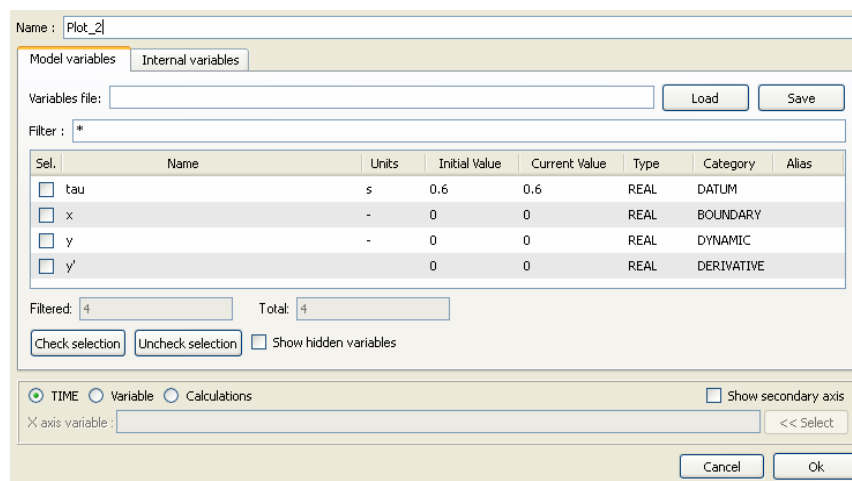 Name : Plot_2
Model variables Internal variables
Variables file: Load Save
Filter : *
Sel. Name Units Initial Value Current Value Type Category Alias
tau s 0.6 0.6 REAL DATUM
x - 0 0 REAL BOUNDARY
y - 0 0 REAL DYNAMIC
y' 0 0 REAL DERIVATIVE
Filtered: 4 Total: 4
Check selection Uncheck selection Show hidden variables
TIME Variable Calculations Show secondary axis
X axis variable : << Select
Cancel Ok